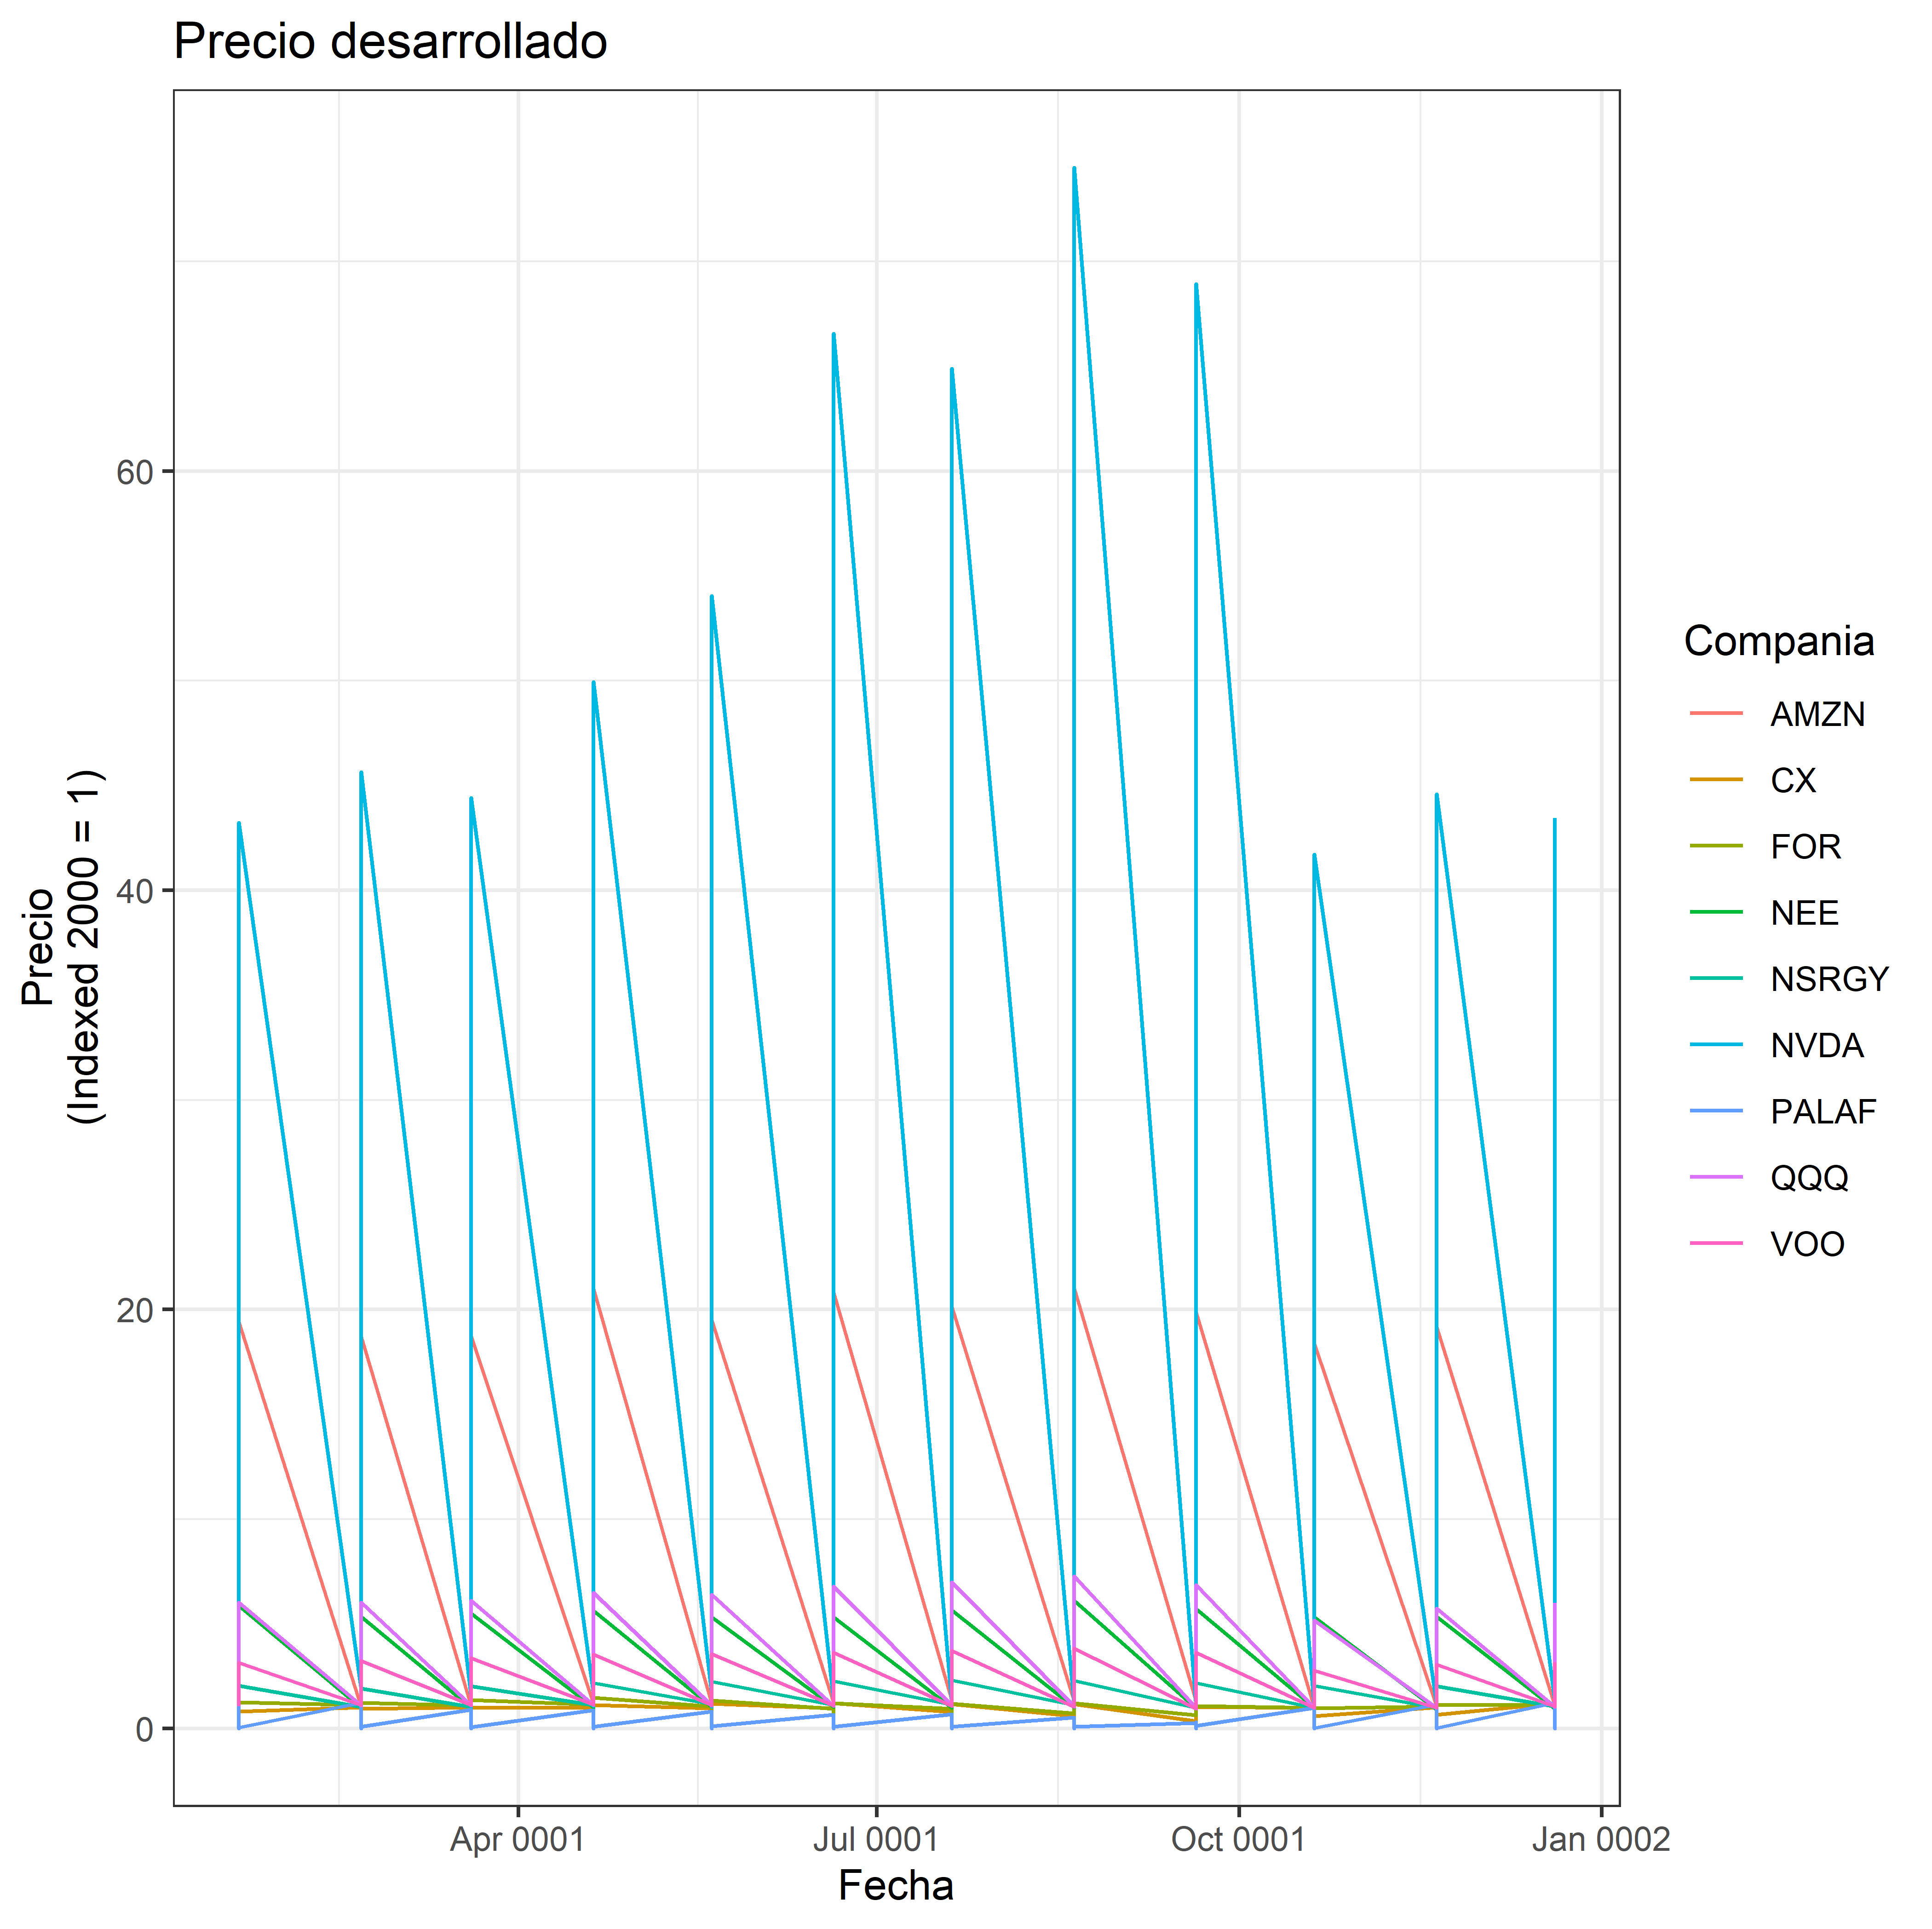 Precio desarrollado
Precio
(Indexed 2000 = 1)
60
40
20
0
Apr 0001
Jul 0001
Oct 0001
Jan 0002
Fecha
Compania
AMZN
CX
FOR
NEE
NSRGY
NVDA
PALAF
QQQ
VOO